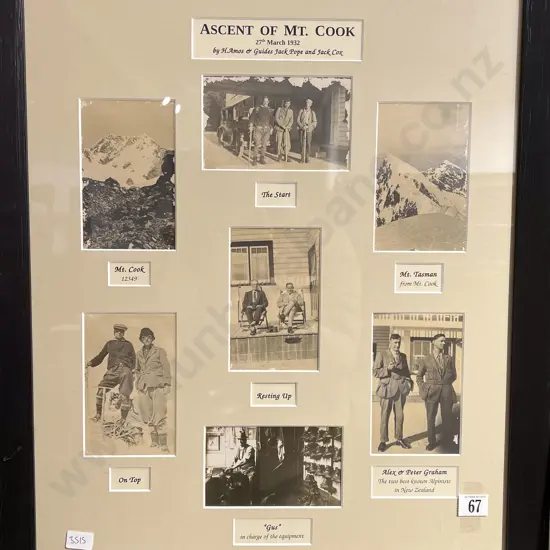 ASCENT OF MT. COOK
27th March 1932
by H.Amos & Guides Jack Pope and Jack Cox
The Start
Mt. Cook
12349'
Mt. Tasman
from Mt. Cook
Resting Up
On Top
Alex & Peter Graham
The two best known Alpinists
in New Zealand
"Gus"
in charge of the equipment
67
3515